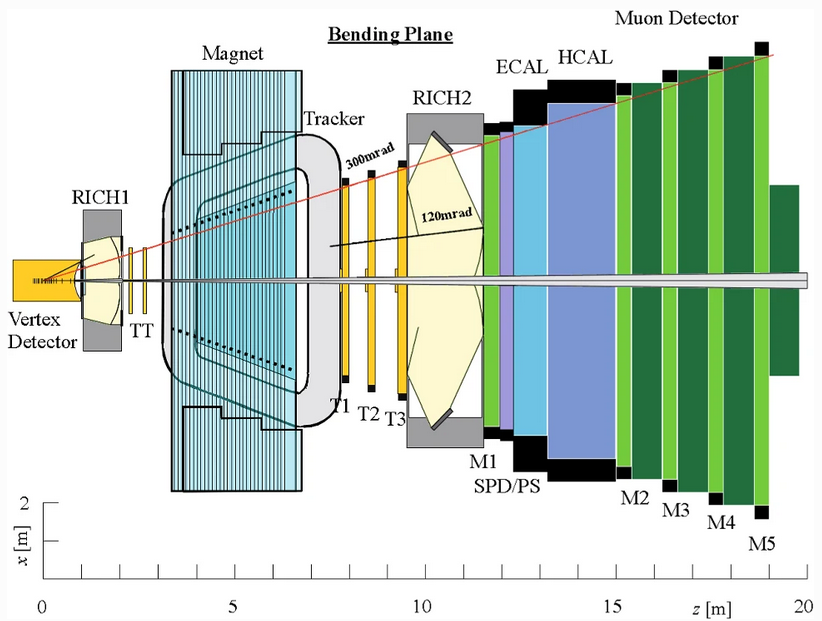 Muon Detector
Bending Plane
Magnet
ECAL
HCAL
RICH2
Tracker
300mrad
RICH1
120mrad
Vertex
Detector
TT
T1
T2
T3
M1
SPD/PS
M2
M3
M4
M5
2
x [m]
0
5
10
15
z [m]
20